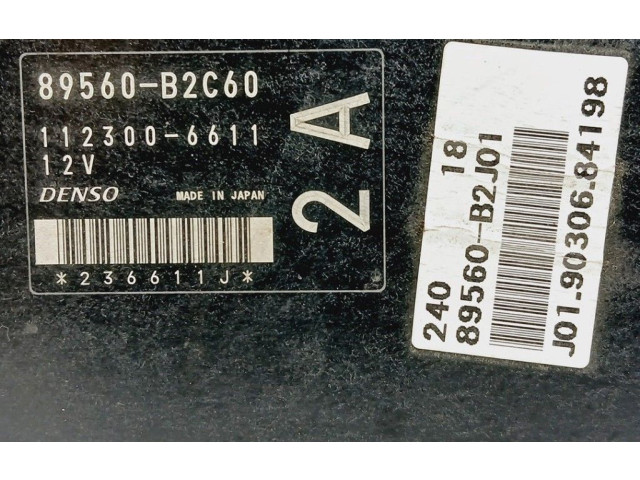 89560-B2C60
112300-6611
12V
DENSO MADE IN JAPAN
*236611J*
2A
240 18
89560-B2J01
J01.90306.84198